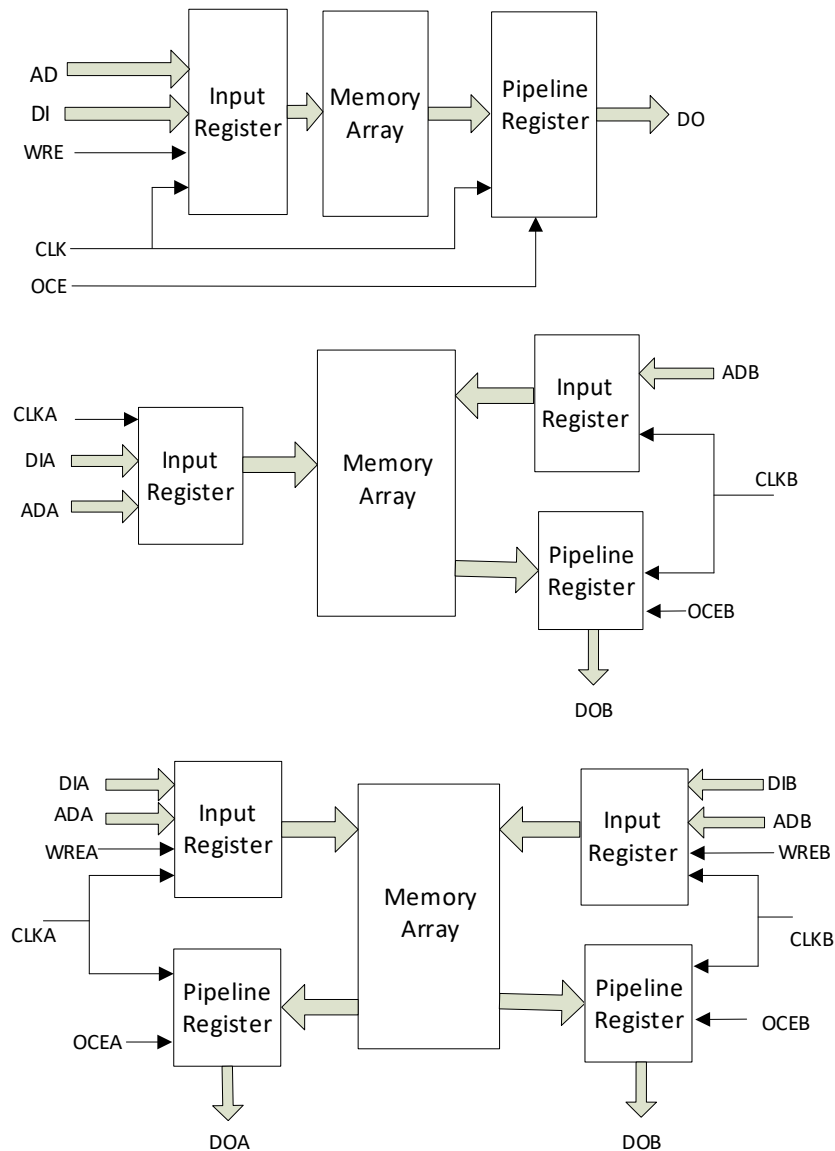 AD
DI
WRE
CLK
OCE
Input
Register
Memory
Array
Pipeline
Register
DO
CLKA
DIA
ADA
Input
Register
Memory
Array
Input
Register
ADB
CLKB
Pipeline
Register
OCEB
DOB
DIA
ADA
WREA
CLKA
OCEA
Input
Register
Pipeline
Register
DOA
Memory
Array
Input
Register
DIB
ADB
WREB
CLKB
Pipeline
Register
OCEB
DOB